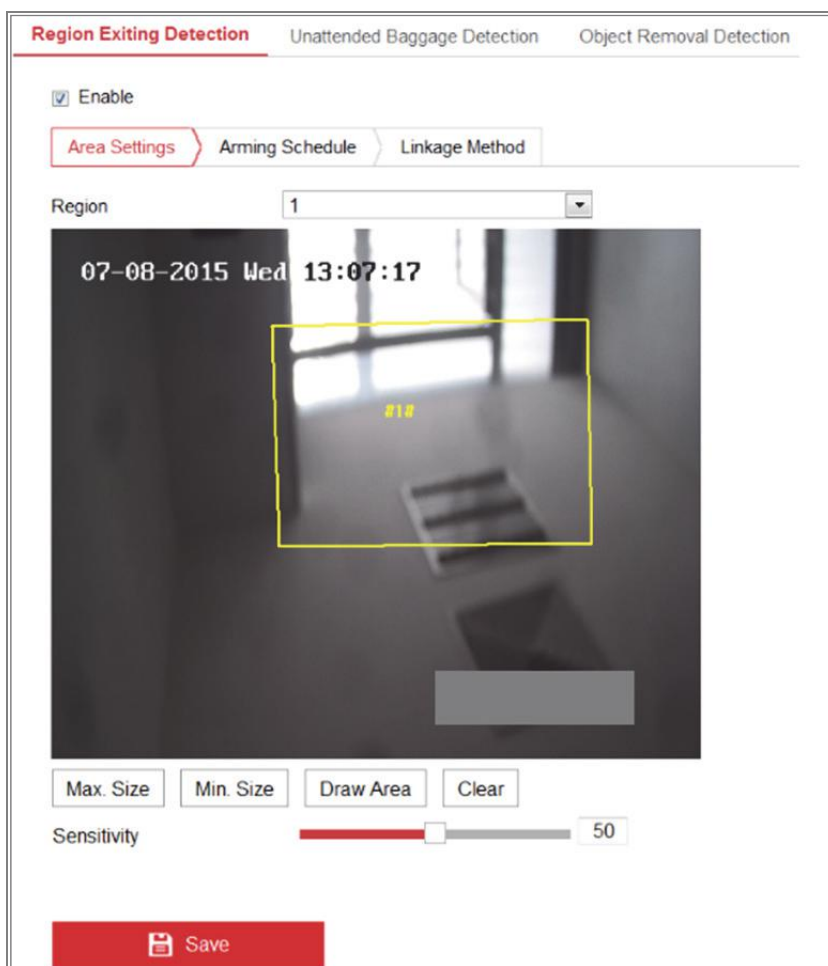 Region Exiting Detection Unattended Baggage Detection Object Removal Detection
Enable
Area Settings Arming Schedule Linkage Method
Region 1
07-08-2015 Wed 13:07:17
#1#
Max. Size Min. Size Draw Area Clear
Sensitivity 50
Save